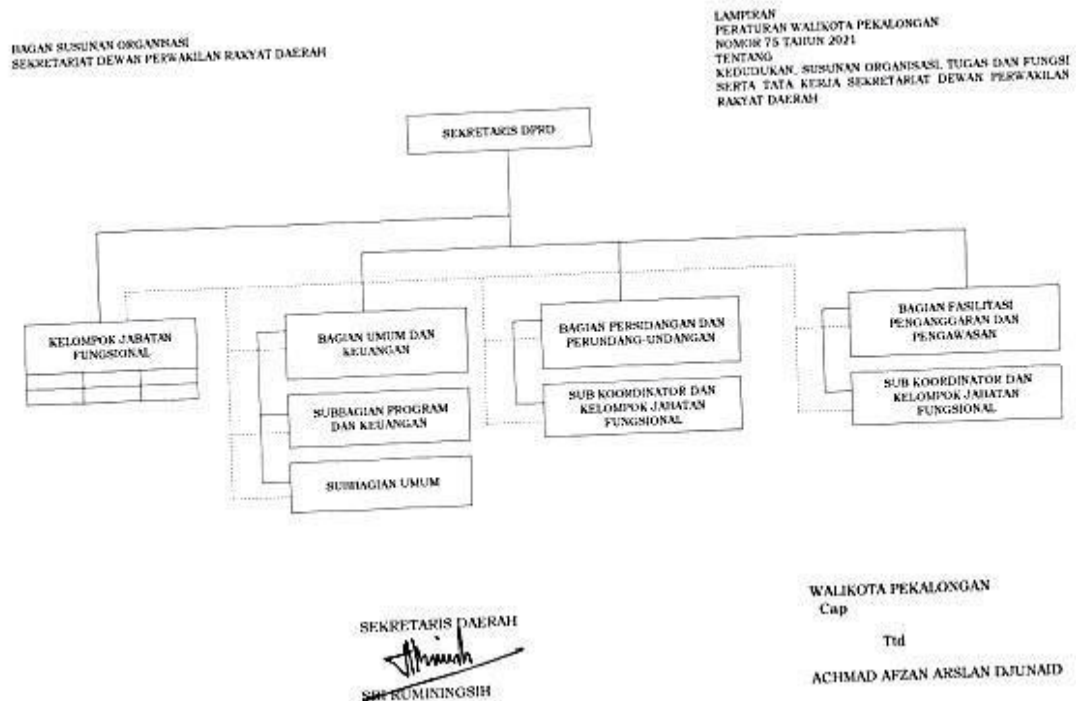 BAGAN SUSUNAN ORGANISASI
SEKRETARIAT DEWAN PERWAKILAN RAKYAT DAERAH
LAMPIRAN
PERATURAN WALIKOTA PEKALONGAN
NOMOR 75 TAHUN 2021
TENTANG
KEDUDUKAN, SUSUNAN ORGANISASI, TUGAS DAN FUNGSI
SERTA TATA KERJA SEKRETARIAT DEWAN PERWAKILAN
RAKYAT DAERAH
SEKRETARIS DPRD
KELOMPOK JABATAN
FUNGSIONAL
BAGIAN UMUM DAN
KEUANGAN
SUBBAGIAN PROGRAM
DAN KEUANGAN
SUBBAGIAN UMUM
BAGIAN PERSIDANGAN DAN
PERUNDANG-UNDANGAN
SUB KOORDINATOR DAN
KELOMPOK JABATAN
FUNGSIONAL
BAGIAN FASILITASI
PENGANGGARAN DAN
PENGAWASAN
SUB KOORDINATOR DAN
KELOMPOK JABATAN
FUNGSIONAL
SEKRETARIS DAERAH
SRI RUMININGSIH
WALIKOTA PEKALONGAN
Cap
Ttd
ACHMAD AFZAN ARSLAN DJUNAID